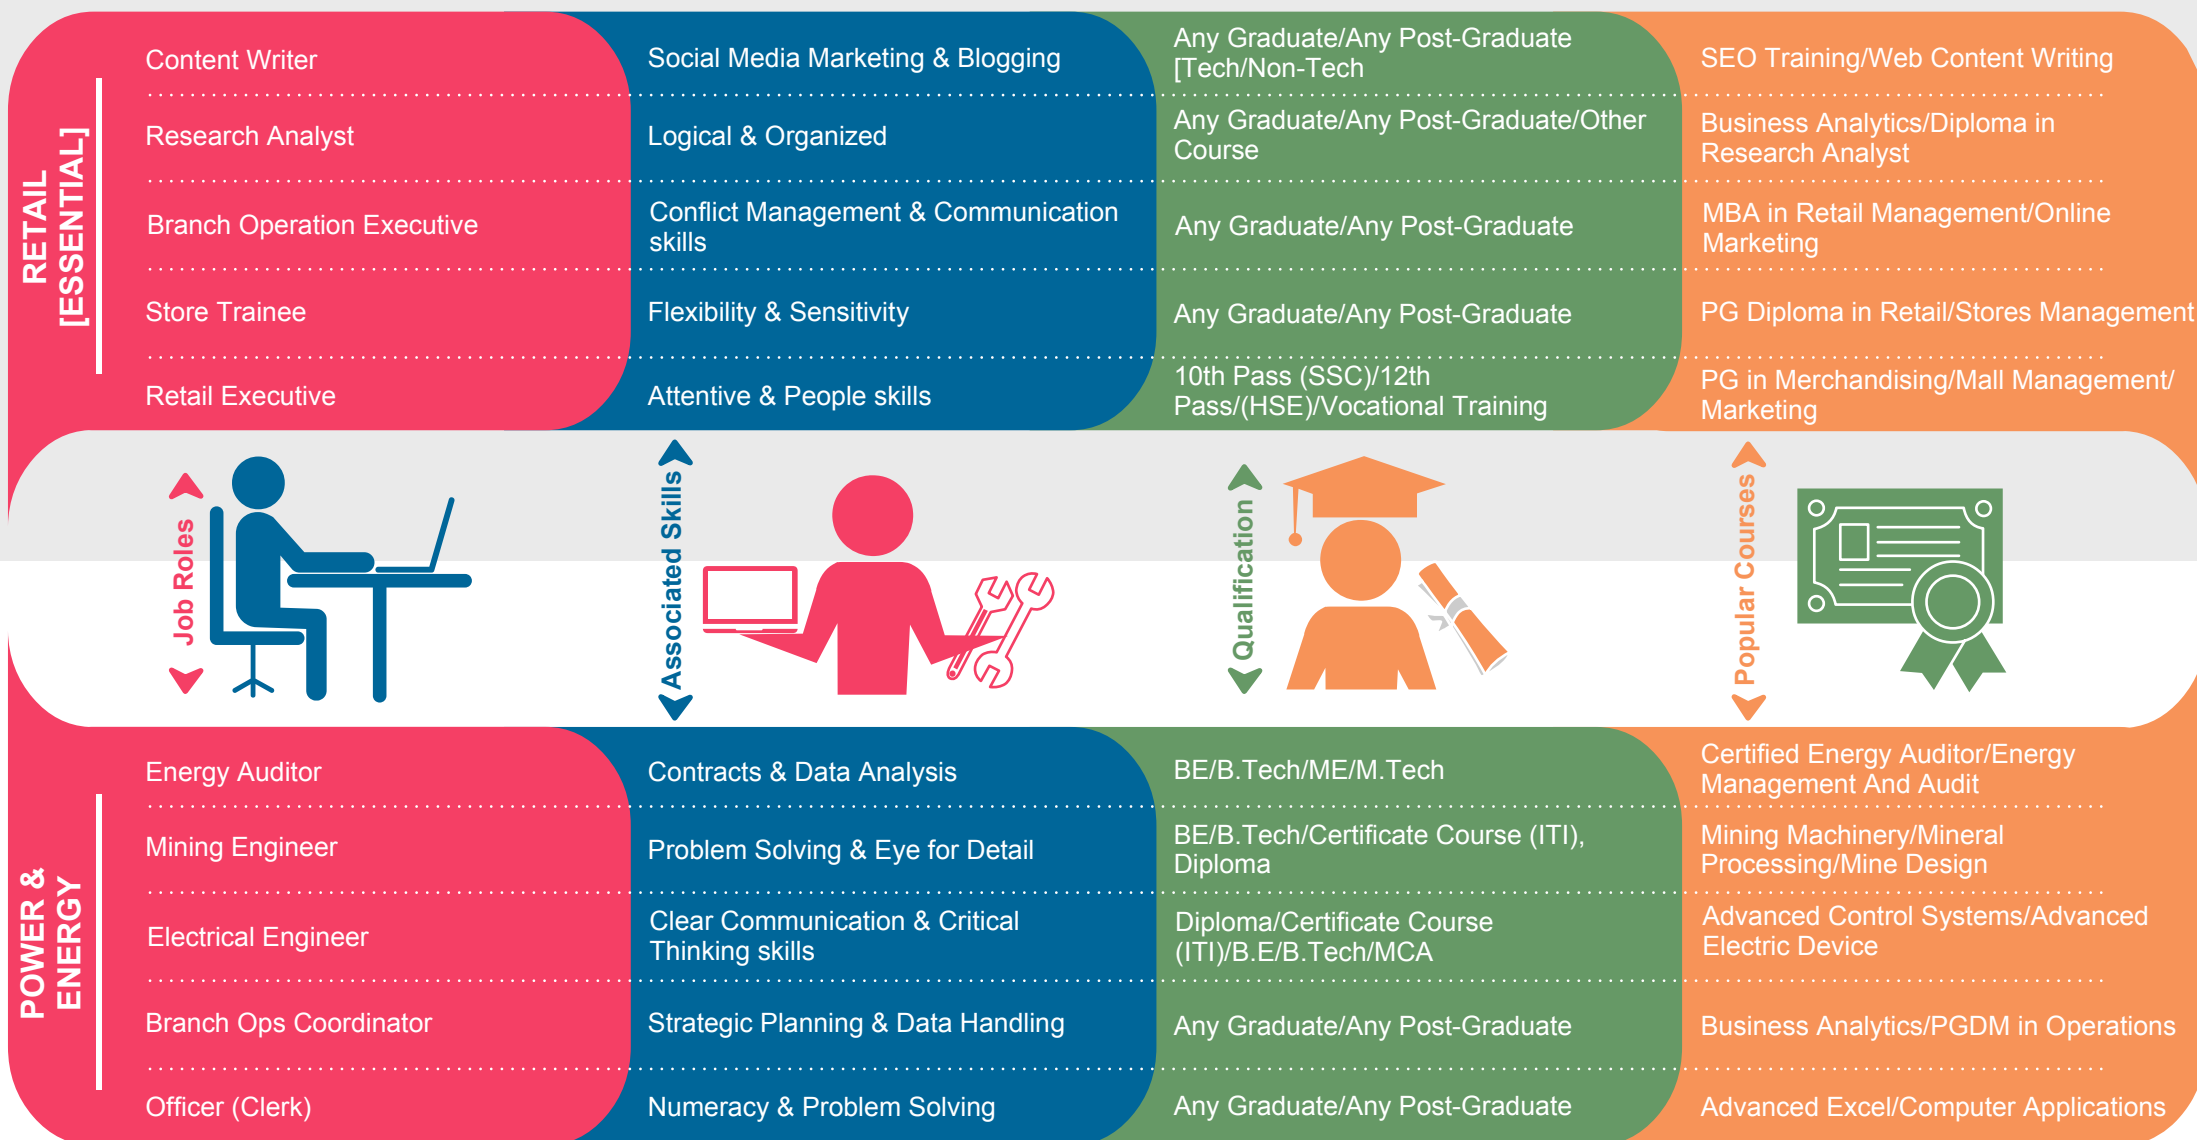 RETAIL
[ESSENTIAL]
Content Writer
Social Media Marketing & Blogging
Any Graduate/Any Post-Graduate
[Tech/Non-Tech
SEO Training/Web Content Writing
Research Analyst
Logical & Organized
Any Graduate/Any Post-Graduate/Other
Course
Business Analytics/Diploma in
Research Analyst
Branch Operation Executive
Conflict Management & Communication
skills
Any Graduate/Any Post-Graduate
MBA in Retail Management/Online
Marketing
Store Trainee
Flexibility & Sensitivity
Any Graduate/Any Post-Graduate
PG Diploma in Retail/Stores Management
Retail Executive
Attentive & People skills
10th Pass (SSC)/12th
Pass/(HSE)/Vocational Training
PG in Merchandising/Mall Management/
Marketing
Job Roles
Associated Skills
Qualification
Popular Courses
POWER &
ENERGY
Energy Auditor
Contracts & Data Analysis
BE/B.Tech/ME/M.Tech
Certified Energy Auditor/Energy
Management And Audit
Mining Engineer
Problem Solving & Eye for Detail
BE/B.Tech/Certificate Course (ITI),
Diploma
Mining Machinery/Mineral
Processing/Mine Design
Electrical Engineer
Clear Communication & Critical
Thinking skills
Diploma/Certificate Course
(ITI)/B.E/B.Tech/MCA
Advanced Control Systems/Advanced
Electric Device
Branch Ops Coordinator
Strategic Planning & Data Handling
Any Graduate/Any Post-Graduate
Business Analytics/PGDM in Operations
Officer (Clerk)
Numeracy & Problem Solving
Any Graduate/Any Post-Graduate
Advanced Excel/Computer Applications